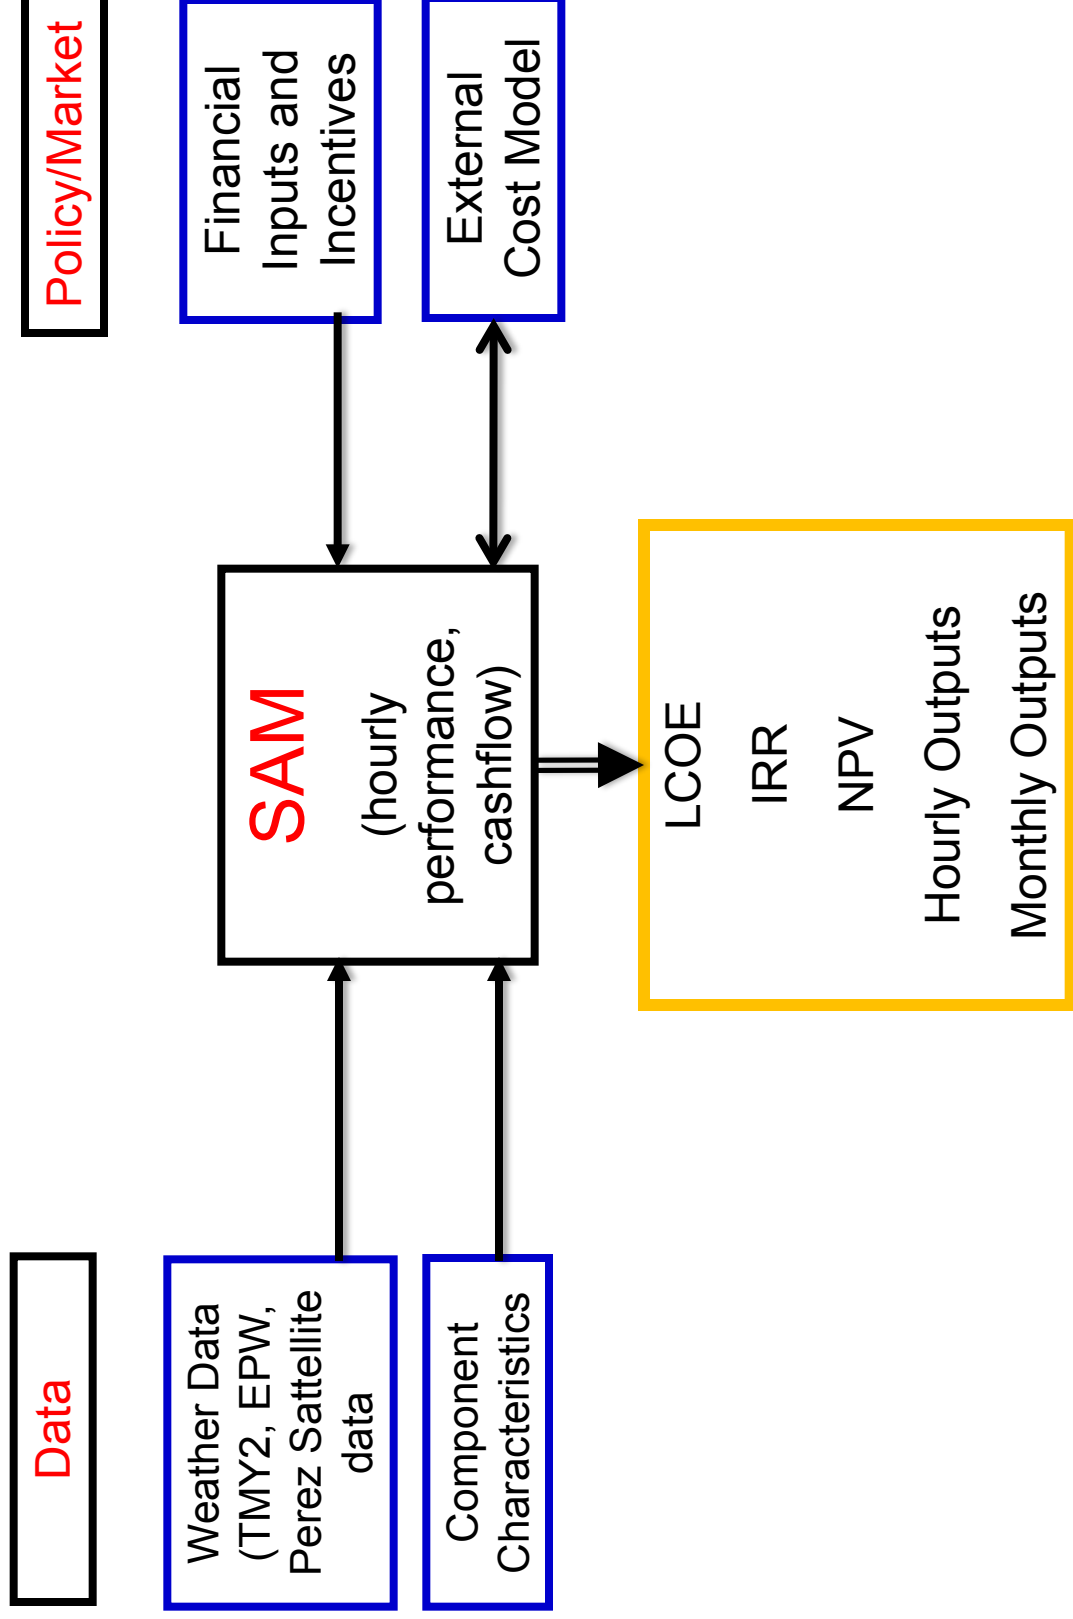 Data
Policy/Market
Weather Data
(TMY2, EPW,
Perez Sattellite
data
Component
Characteristics
SAM
(hourly
performance,
cashflow)
Financial
Inputs and
Incentives
External
Cost Model
LCOE
IRR
NPV
Hourly Outputs
Monthly Outputs